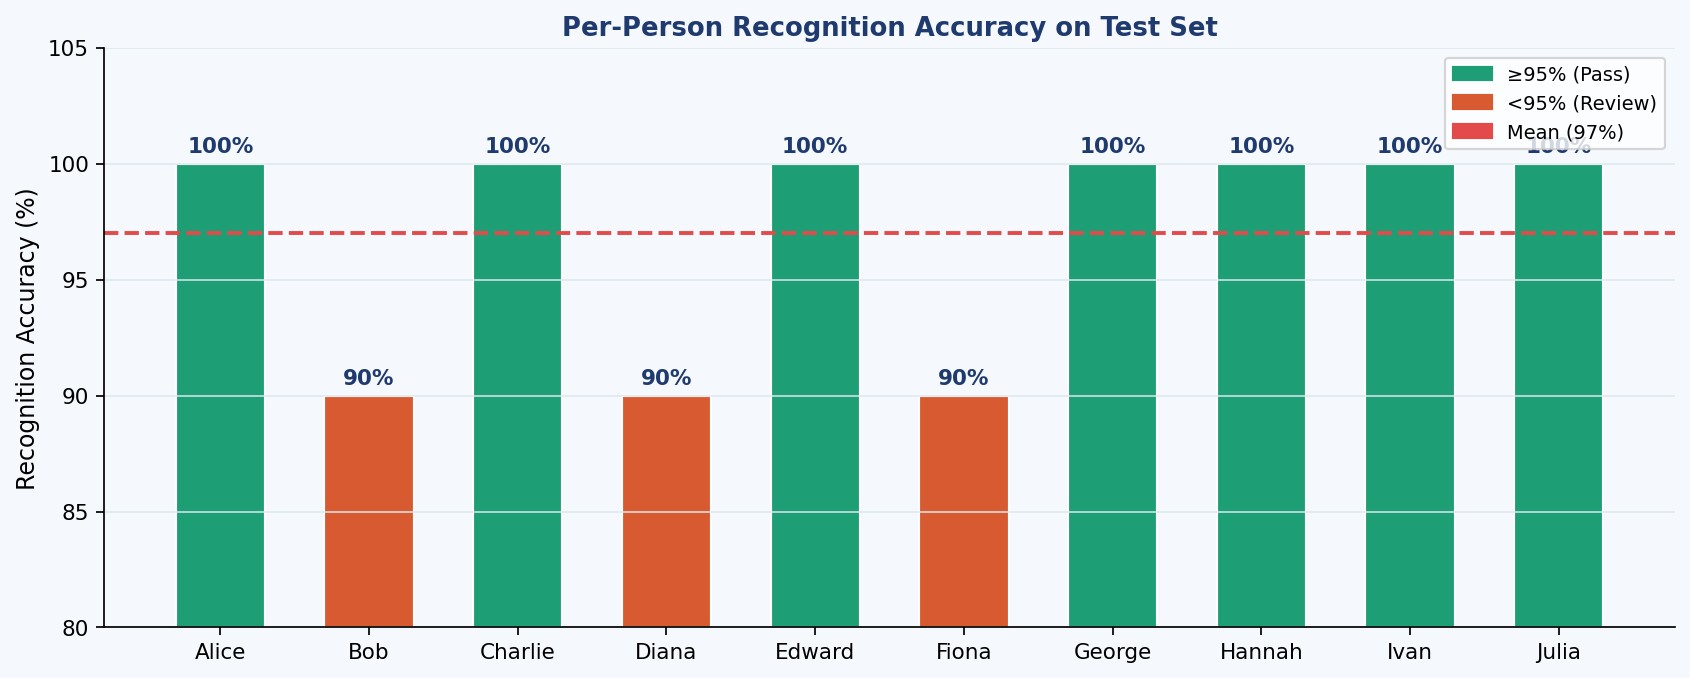 Per-Person Recognition Accuracy on Test Set
Recognition Accuracy (%)
105
100
95
90
85
80
≥95% (Pass)
<95% (Review)
Mean (97%)
100%
90%
100%
90%
100%
90%
100%
100%
100%
100%
Alice
Bob
Charlie
Diana
Edward
Fiona
George
Hannah
Ivan
Julia